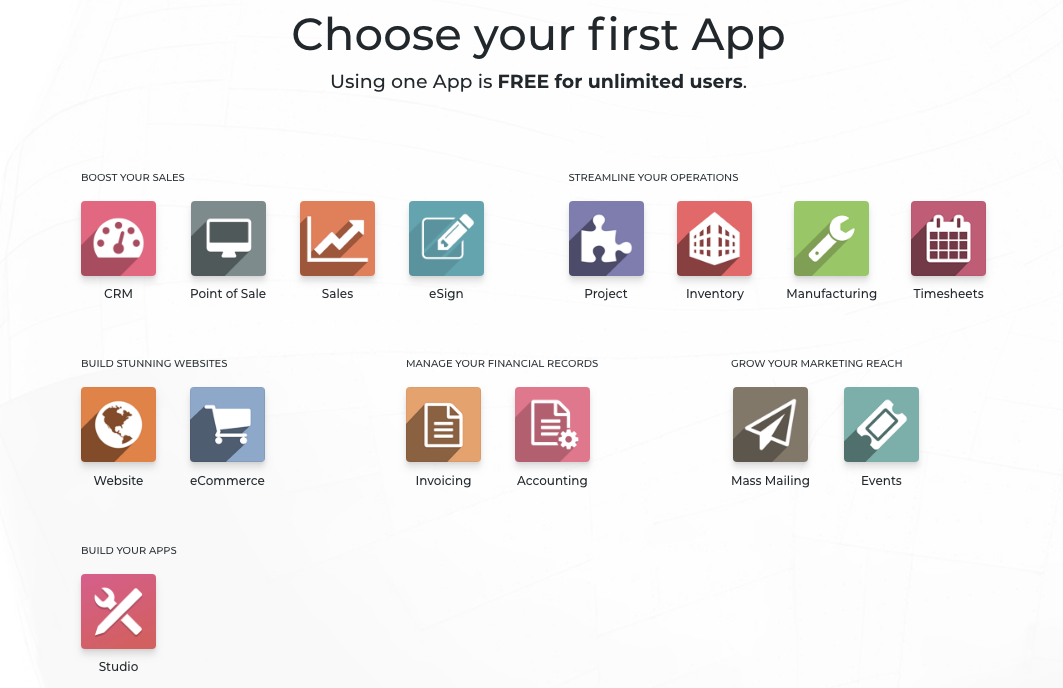 Choose your first App
Using one App is FREE for unlimited users.
BOOST YOUR SALES
CRM
Point of Sale
Sales
eSign
STREAMLINE YOUR OPERATIONS
Project
Inventory
Manufacturing
Timesheets
BUILD STUNNING WEBSITES
Website
eCommerce
MANAGE YOUR FINANCIAL RECORDS
Invoicing
Accounting
GROW YOUR MARKETING REACH
Mass Mailing
Events
BUILD YOUR APPS
Studio